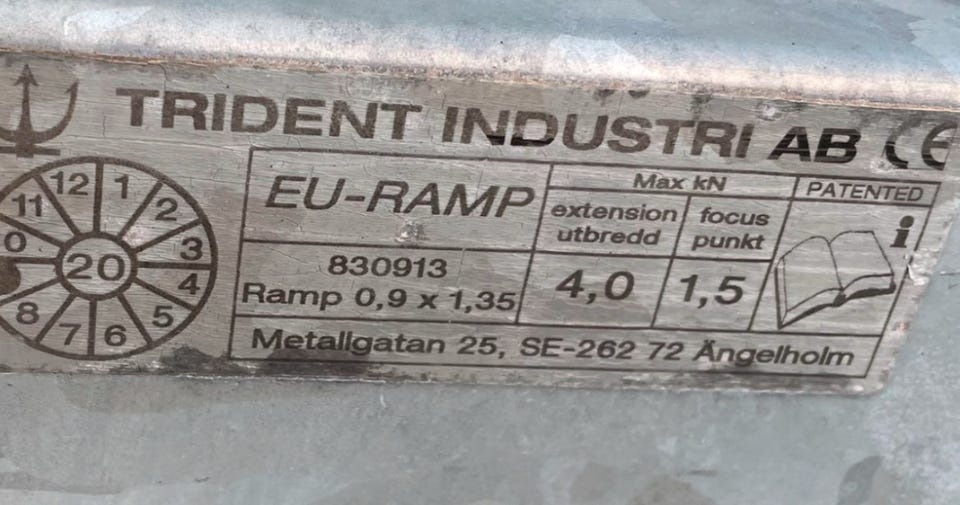 TRIDENT INDUSTRI AB CE
EU-RAMP
830913
Ramp 0,9 x 1,35
Max kN
extension
utbredd
focus
punkt
4,0
1,5
PATENTED
i
Metallgatan 25, SE-262 72 Ängelholm
12
1
2
3
4
5
6
7
8
0
11
20